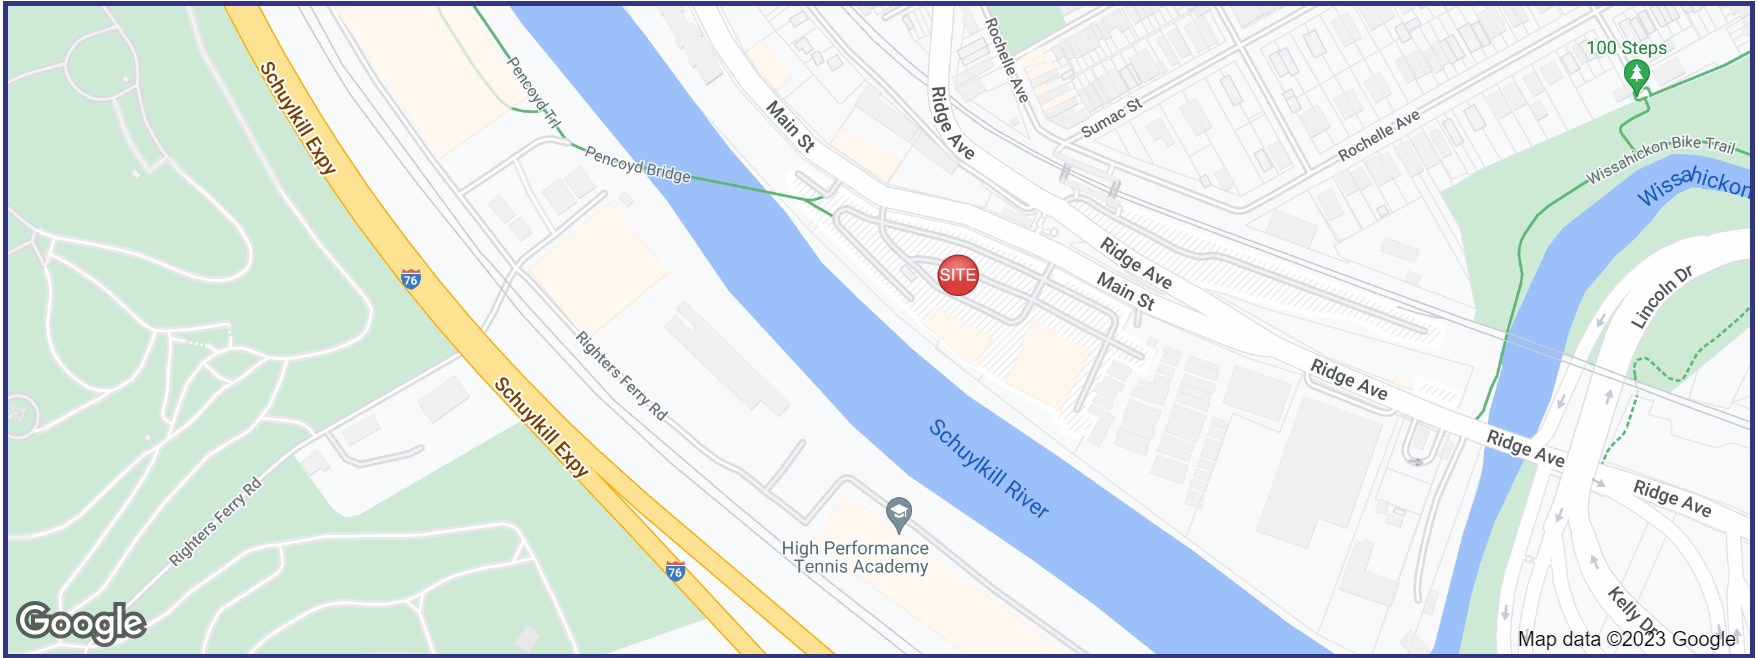 100 Steps
Rochelle Ave
Schuylkill Expy
Pencoyd Trl
Main St
Ridge Ave
Sumac St
Rochelle Ave
Wissahickon Bike Trail
Pencoyd Bridge
Wissahickon
76
SITE
Ridge Ave
Main St
Lincoln Dr
Righters Ferry Rd
Ridge Ave
Schuylkill Expy
Schuylkill River
Ridge Ave
Ridge Ave
Righters Ferry Rd
High Performance
Tennis Academy
76
Kelly Dr
Google
Map data ©2023 Google